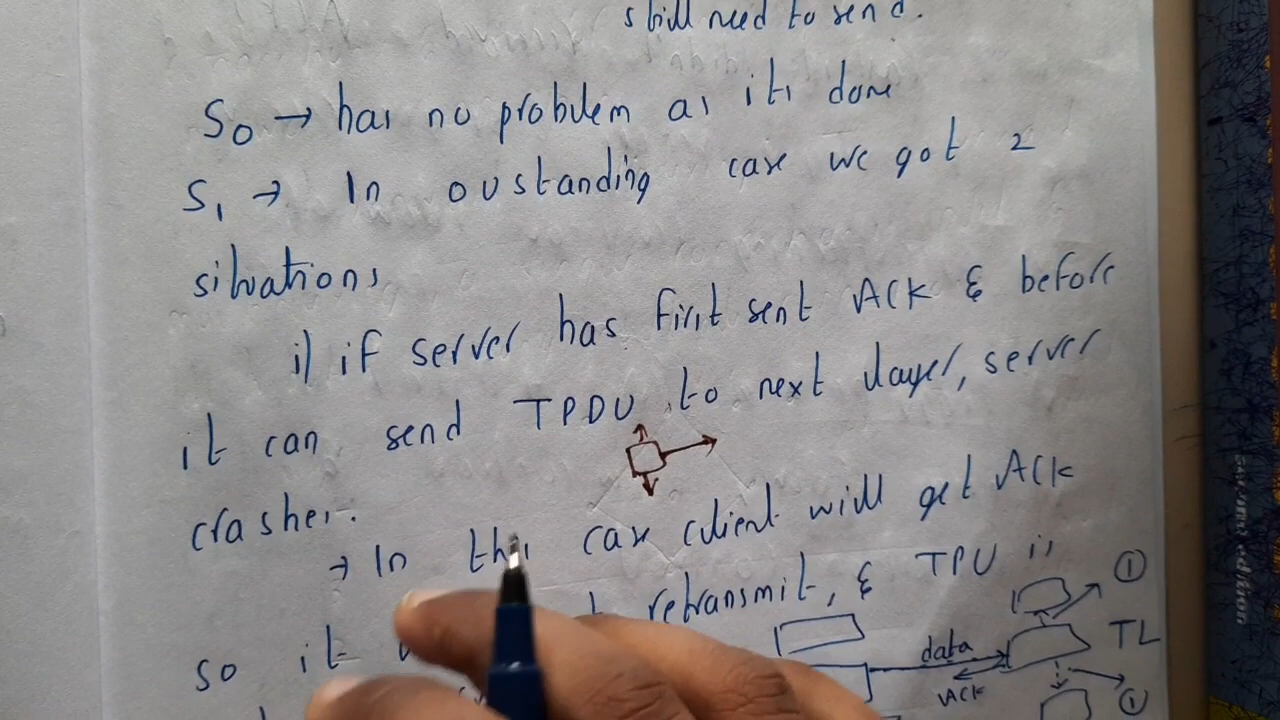 still need to send.
S0 → has no problem as its done
S1 → In oustanding case we got 2
situations
i) if server has first sent Ack & before
it can send TPDU to next layer, server
crashes.
→ In this case client will get Ack
so it retransmit, & TPU is
data
Ack
TL
①
①